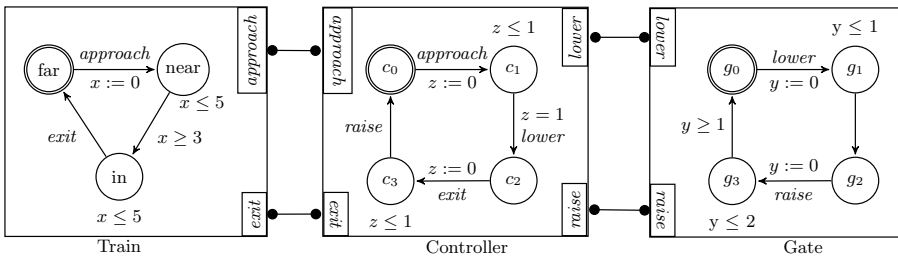 far
approach
x := 0
near
x ≤ 5
x ≥ 3
exit
in
x ≤ 5
approach
exit
Train
approach
exit
z ≤ 1
c0
approach
z := 0
c1
z = 1
lower
raise
c3
z := 0
exit
c2
z ≤ 1
lower
raise
Controller
lower
raise
y ≤ 1
g0
lower
y := 0
g1
y ≥ 1
g3
y := 0
raise
g2
y ≤ 2
Gate